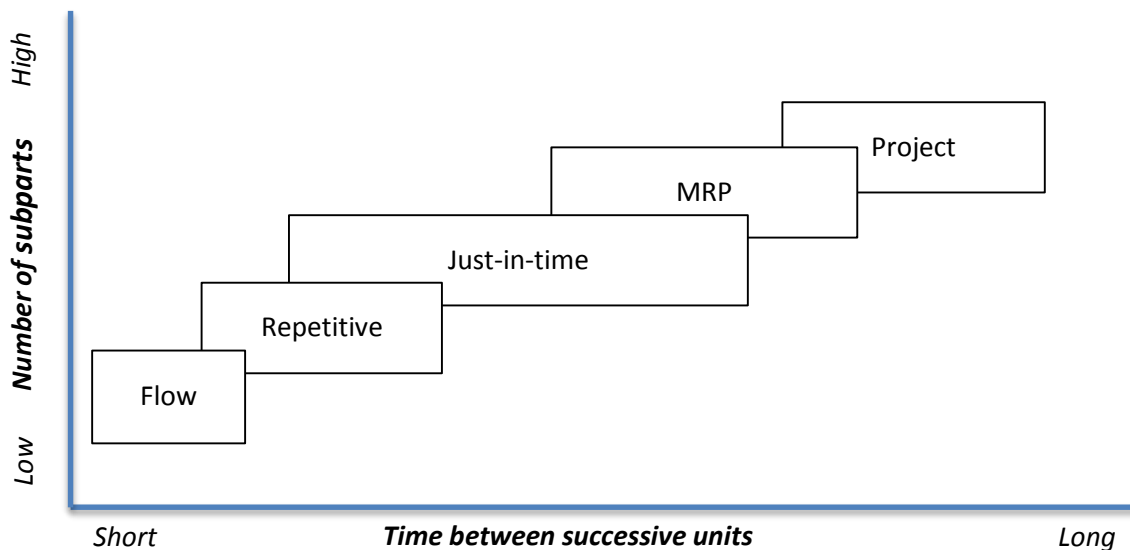 High
Number of subparts
Low
Project
MRP
Just-in-time
Repetitive
Flow
Short
Time between successive units
Long